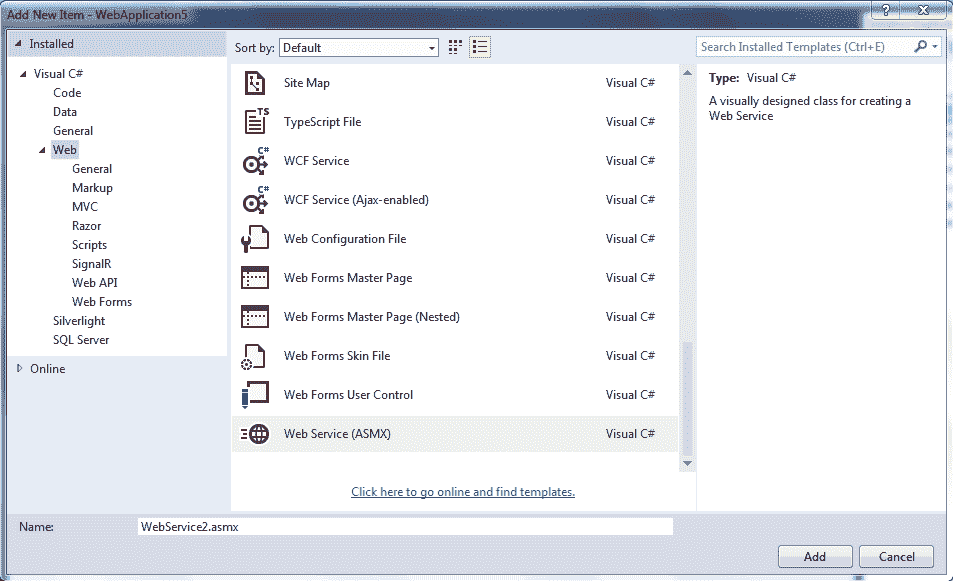 Add New Item - WebApplication5
?
Installed
Sort by: Default
Search Installed Templates (Ctrl+E)
Visual C#
Code
Data
General
Web
General
Markup
MVC
Razor
Scripts
SignalR
Web API
Web Forms
Silverlight
SQL Server
Online
Site Map Visual C#
TS
TypeScript File Visual C#
C#
WCF Service Visual C#
C#
WCF Service (Ajax-enabled) Visual C#
Web Configuration File Visual C#
Web Forms Master Page Visual C#
Web Forms Master Page (Nested) Visual C#
Web Forms Skin File Visual C#
Web Forms User Control Visual C#
Web Service (ASMX) Visual C#
Click here to go online and find templates.
Type: Visual C#
A visually designed class for creating a
Web Service
Name: WebService2.asmx
Add Cancel